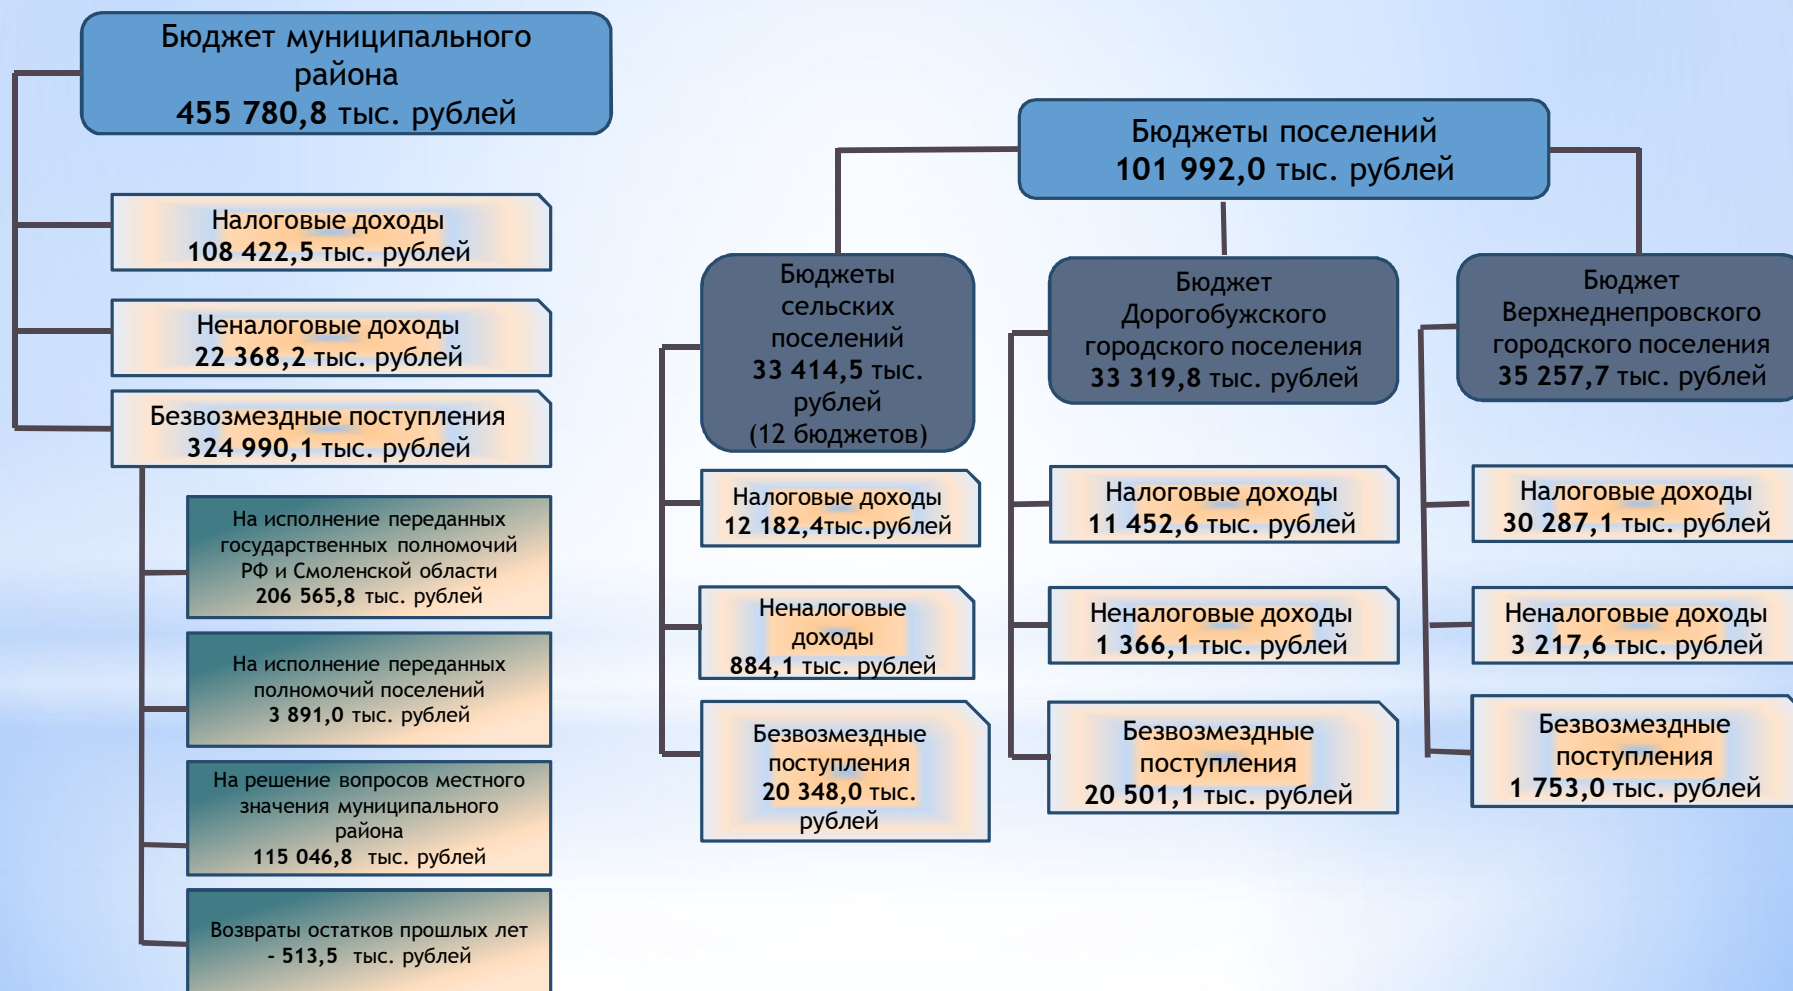 Бюджет муниципального
района
455 780,8 тыс. рублей
Налоговые доходы
108 422,5 тыс. рублей
Неналоговые доходы
22 368,2 тыс. рублей
Безвозмездные поступления
324 990,1 тыс. рублей
На исполнение переданных
государственных полномочий
РФ и Смоленской области
206 565,8 тыс. рублей
На исполнение переданных
полномочий поселений
3 891,0 тыс. рублей
На решение вопросов местного
значения муниципального
района
115 046,8 тыс. рублей
Возвраты остатков прошлых лет
- 513,5 тыс. рублей
Бюджеты поселений
101 992,0 тыс. рублей
Бюджеты
сельских
поселений
33 414,5 тыс.
рублей
(12 бюджетов)
Налоговые доходы
12 182,4тыс.рублей
Неналоговые
доходы
884,1 тыс. рублей
Безвозмездные
поступления
20 348,0 тыс.
рублей
Бюджет
Дорогобужского
городского поселения
33 319,8 тыс. рублей
Налоговые доходы
11 452,6 тыс. рублей
Неналоговые доходы
1 366,1 тыс. рублей
Безвозмездные
поступления
20 501,1 тыс. рублей
Бюджет
Верхнеднепровского
городского поселения
35 257,7 тыс. рублей
Налоговые доходы
30 287,1 тыс. рублей
Неналоговые доходы
3 217,6 тыс. рублей
Безвозмездные
поступления
1 753,0 тыс. рублей